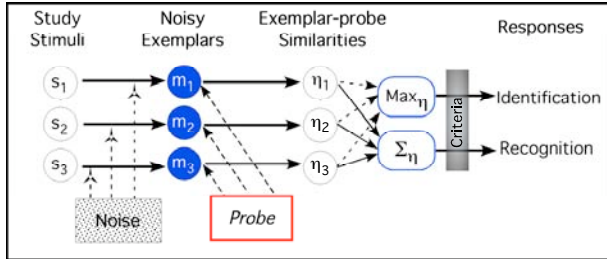 Study Stimuli
Noisy Exemplars
Exemplar-probe Similarities
Responses
s1 m1 η1
Maxη
Identification
s2 m2 η2
Criteria
Ση
Recognition
s3 m3 η3
Noise
Probe